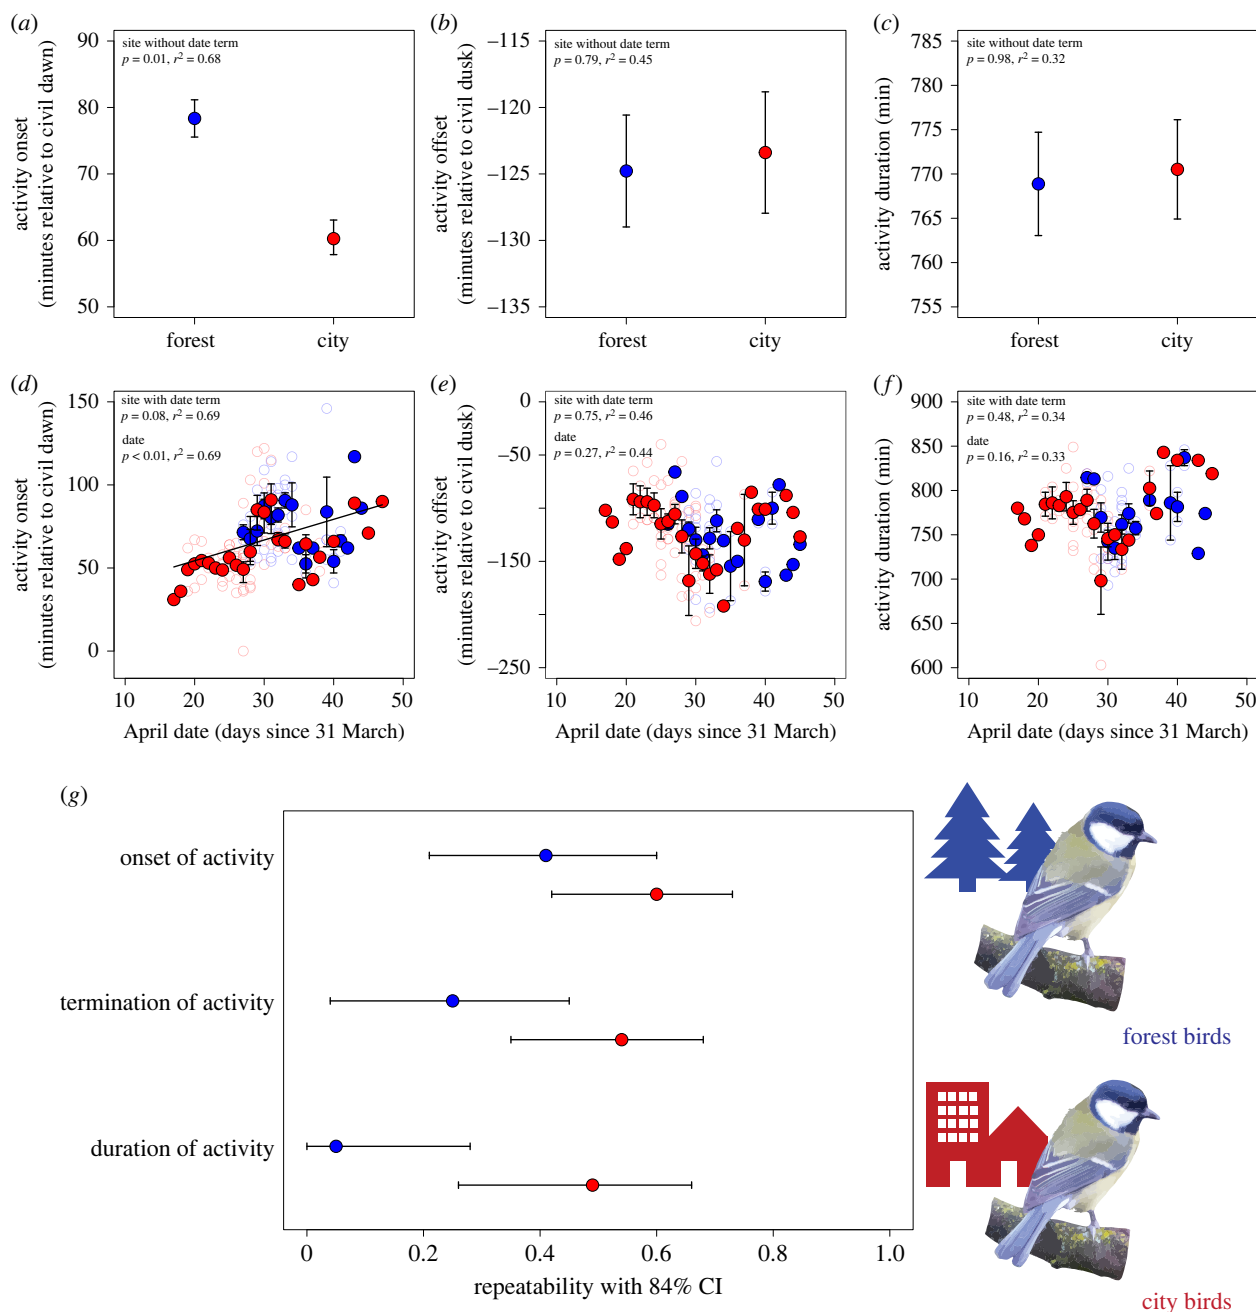 (a)
site without date term
p = 0.01, r² = 0.68
activity onset
(minutes relative to civil dawn)
90
80
70
60
50
forest
city
(b)
site without date term
p = 0.79, r² = 0.45
activity offset
(minutes relative to civil dusk)
−115
−120
−125
−130
−135
forest
city
(c)
site without date term
p = 0.98, r² = 0.32
activity duration (min)
785
780
775
770
765
760
755
forest
city
(d)
site with date term
p = 0.08, r² = 0.69
date
p < 0.01, r² = 0.69
activity onset
(minutes relative to civil dawn)
150
100
50
0
10
20
30
40
50
April date (days since 31 March)
(e)
site with date term
p = 0.75, r² = 0.46
date
p = 0.27, r² = 0.44
activity offset
(minutes relative to civil dusk)
0
−50
−150
−250
10
20
30
40
50
April date (days since 31 March)
(f)
site with date term
p = 0.48, r² = 0.34
date
p = 0.16, r² = 0.33
activity duration (min)
900
850
800
750
700
650
600
10
20
30
40
50
April date (days since 31 March)
(g)
onset of activity
termination of activity
duration of activity
0
0.2
0.4
0.6
0.8
1.0
repeatability with 84% CI
forest birds
city birds